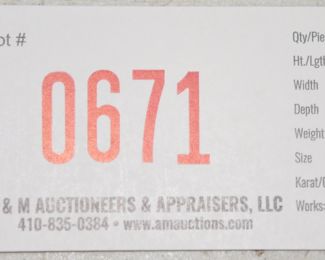 ot #
0671
& M AUCTIONEERS & APPRAISERS, LLC
410-835-0384 • www.amauctions.com
Qty/Pie
Ht./Lgth
Width
Depth
Weight
Size
Karat/
Works: